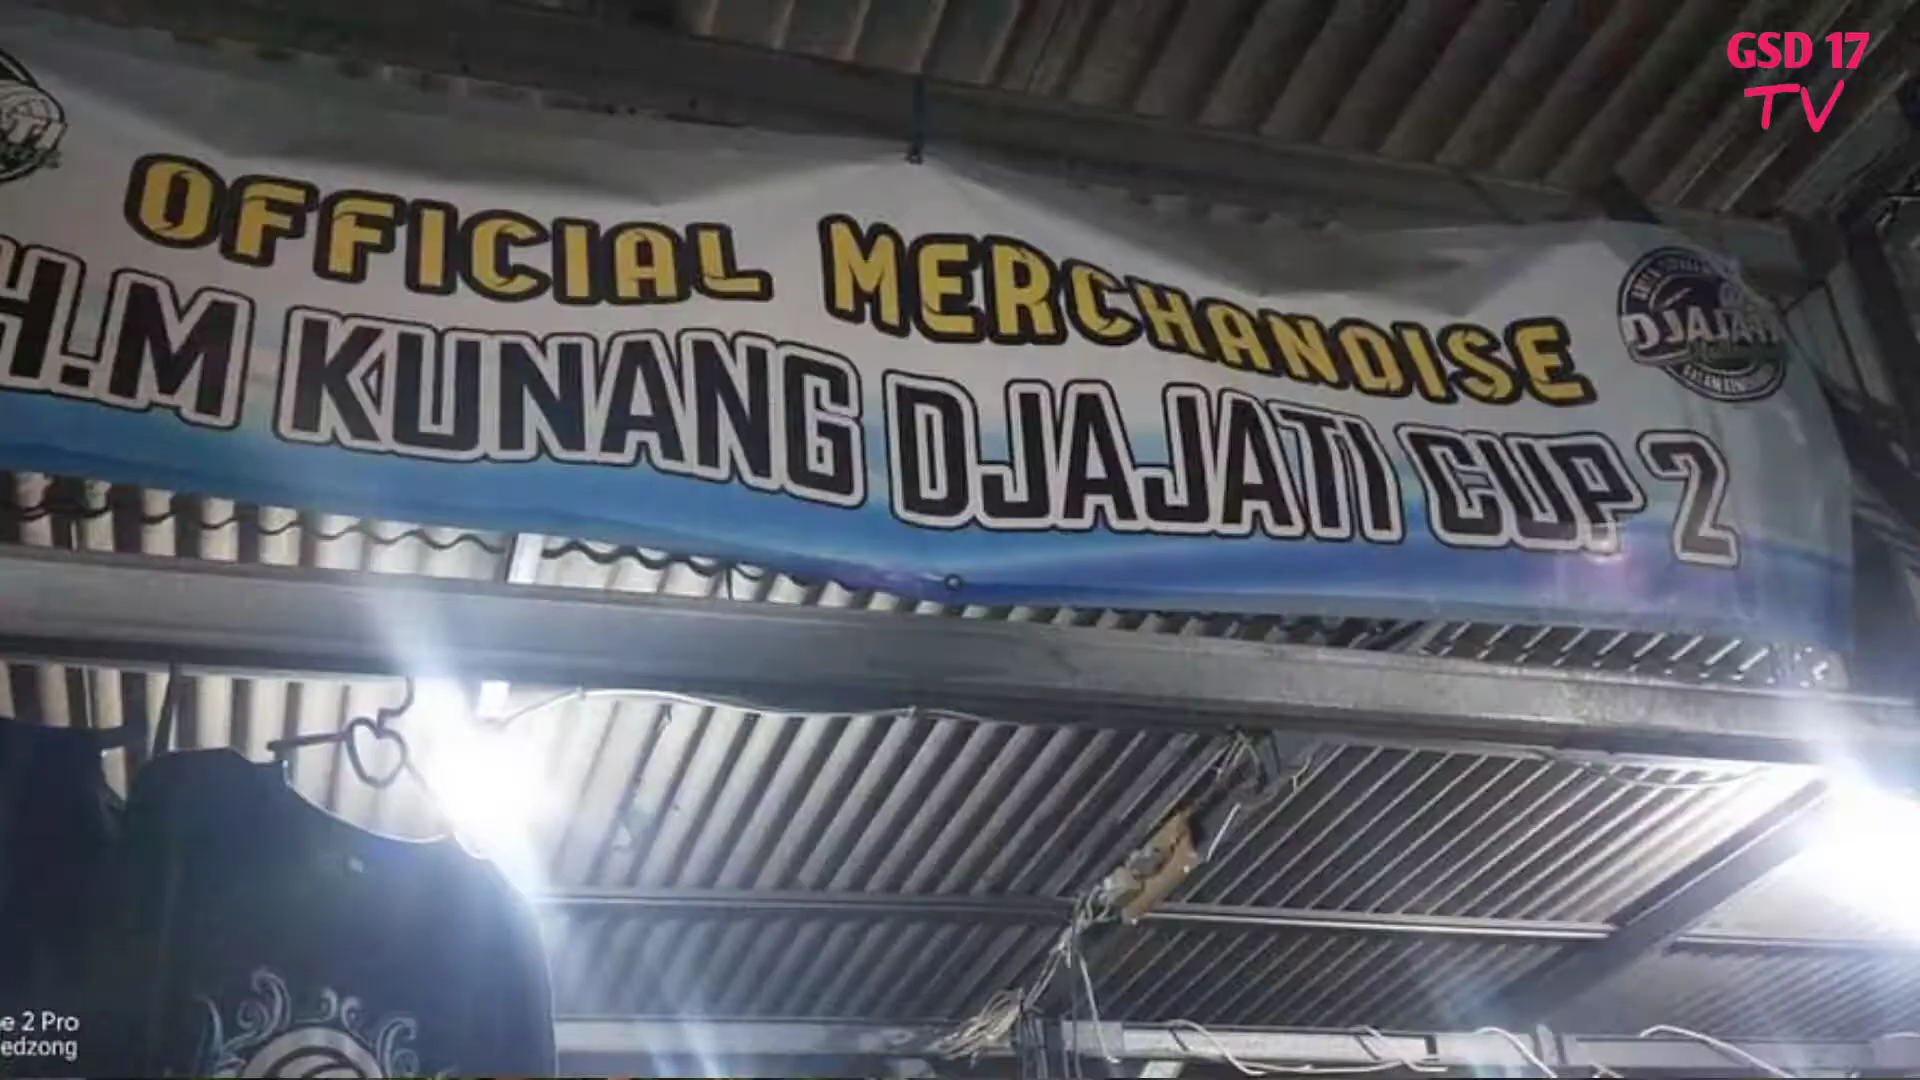 GSD 17
TV
OFFICIAL MERCHANDISE
H.M KUNANG DJAJATI CUP 2
DJAJATI
e 2 Pro
edzong